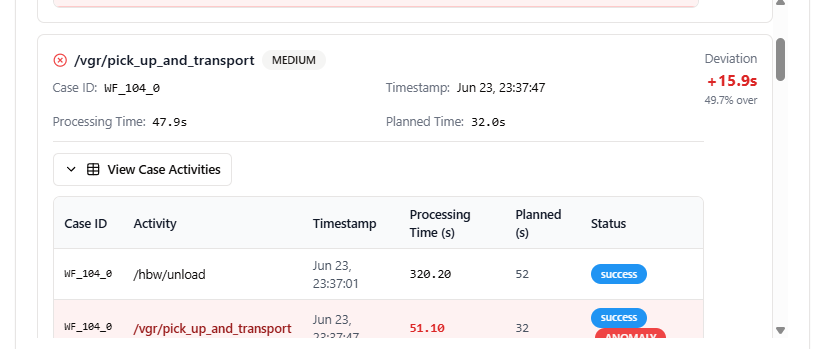 /vgr/pick_up_and_transport MEDIUM
Deviation
+15.9s
49.7% over
Case ID: WF_104_0
Timestamp: Jun 23, 23:37:47
Processing Time: 47.9s
Planned Time: 32.0s
View Case Activities
Case ID Activity Timestamp Processing Time (s) Planned (s) Status
WF_104_0 /hbw/unload Jun 23, 23:37:01 320.20 52 success
WF_104_0 /vgr/pick_up_and_transport Jun 23, 23:37:47 51.10 32 success
ANOMALY